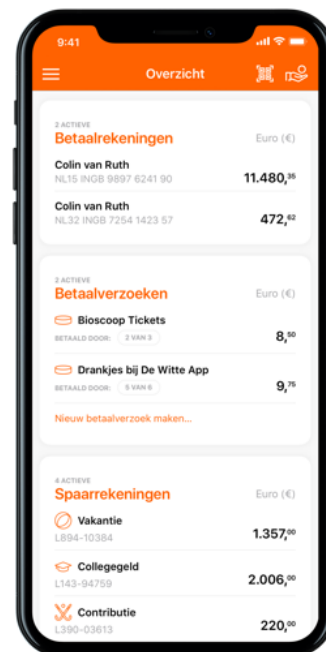 9:41
Overzicht
2 ACTIEVE
Betaalrekeningen Euro (€)
Colin van Ruth
NL15 INGB 9897 6241 90 11.480,35
Colin van Ruth
NL32 INGB 7254 1423 57 472,62
2 ACTIEVE
Betaalverzoeken Euro (€)
Bioscoop Tickets
BETAALD DOOR: 2 VAN 3 8,50
Drankjes bij De Witte App
BETAALD DOOR: 5 VAN 6 9,75
Nieuw betaalverzoek maken...
4 ACTIEVE
Spaarrekeningen Euro (€)
Vakantie
L894-10384 1.357,00
Collegegeld
L143-94759 2.006,00
Contributie
L390-03613 220,00